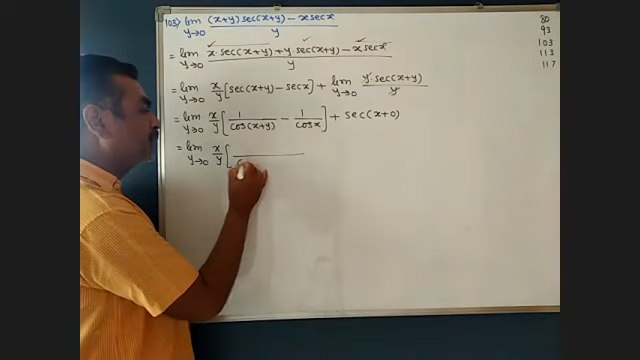 103) lim y→0 (x+y) sec(x+y) - x sec x / y
= lim y→0 x·sec(x+y) + y sec(x+y) - x sec x / y
= lim y→0 x/y [sec(x+y) - sec x] + lim y→0 y sec(x+y) / y
= lim y→0 x/y [1/cos(x+y) - 1/cos x] + sec(x+0)
= lim y→0 x/y [
80
93
103
113
117